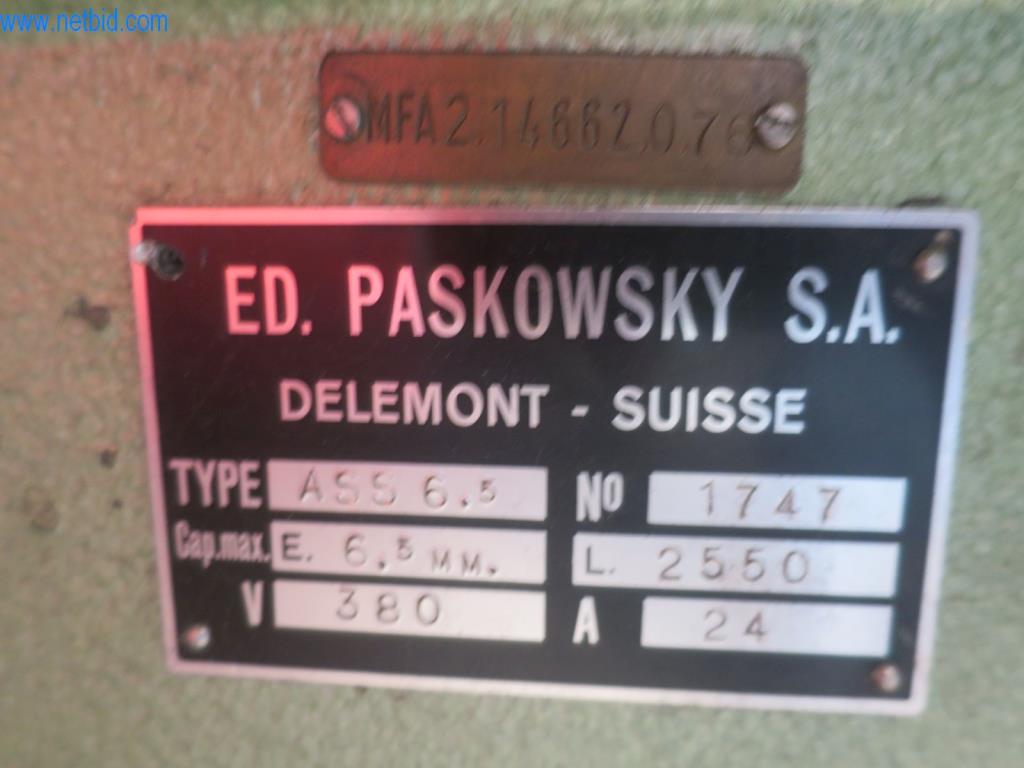 www.netbid.com
MFA2.14662.0.76
ED. PASKOWSKY S.A.
DELEMONT - SUISSE
TYPE ASS 6.5 No 1747
Cap.max. E. 6,5 MM. L. 2550
V 380 A 24